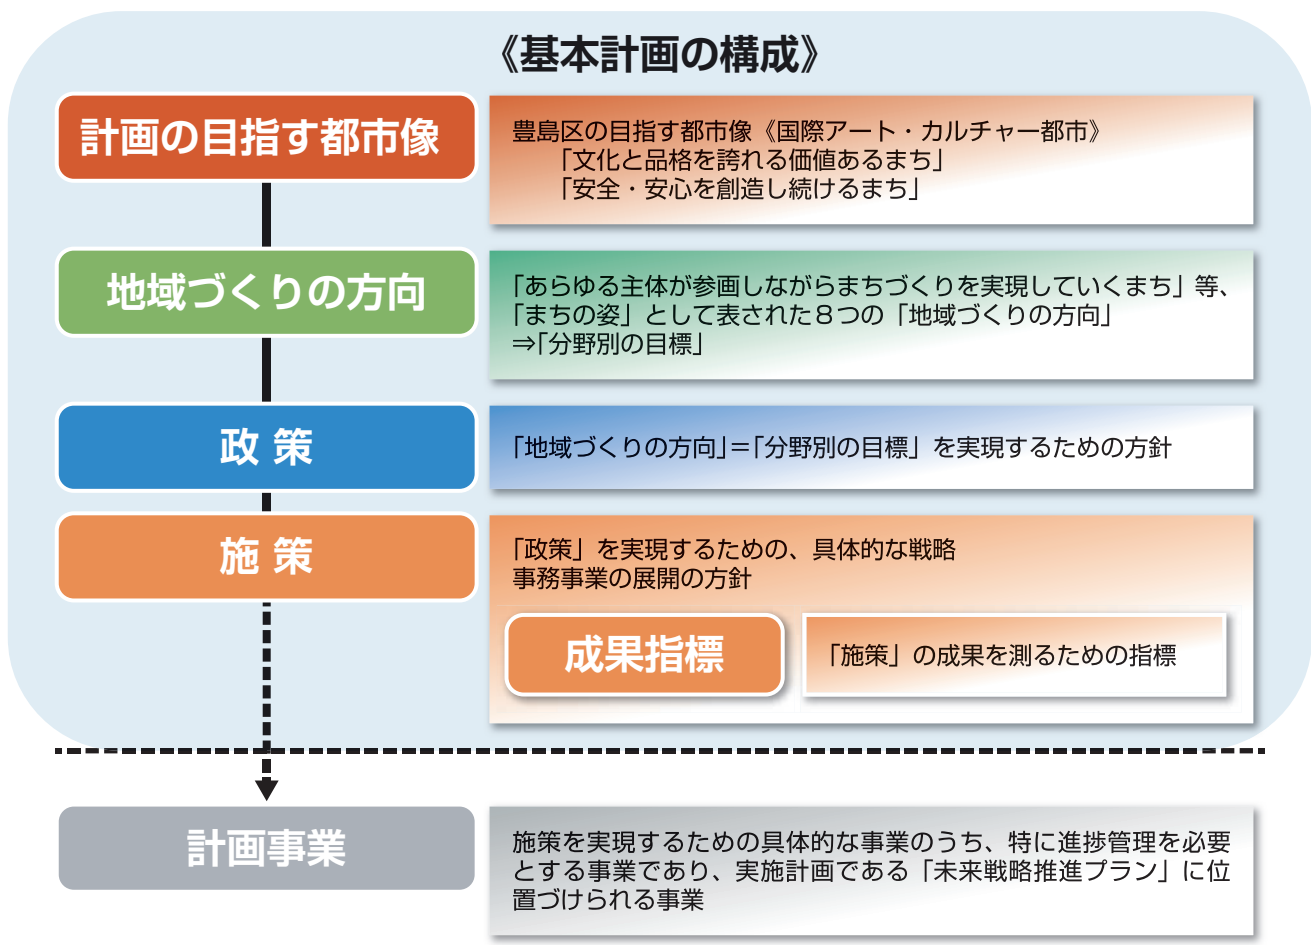 《基本計画の構成》
計画の目指す都市像
豊島区の目指す都市像《国際アート・カルチャー都市》
「文化と品格を誇れる価値あるまち」
「安全・安心を創造し続けるまち」
地域づくりの方向
「あらゆる主体が参画しながらまちづくりを実現していくまち」等、
「まちの姿」として表された８つの「地域づくりの方向」
⇒「分野別の目標」
政 策
「地域づくりの方向」＝「分野別の目標」を実現するための方針
施 策
「政策」を実現するための、具体的な戦略
事務事業の展開の方針
成果指標
「施策」の成果を測るための指標
計画事業
施策を実現するための具体的な事業のうち、特に進捗管理を必要
とする事業であり、実施計画である「未来戦略推進プラン」に位
置づけられる事業